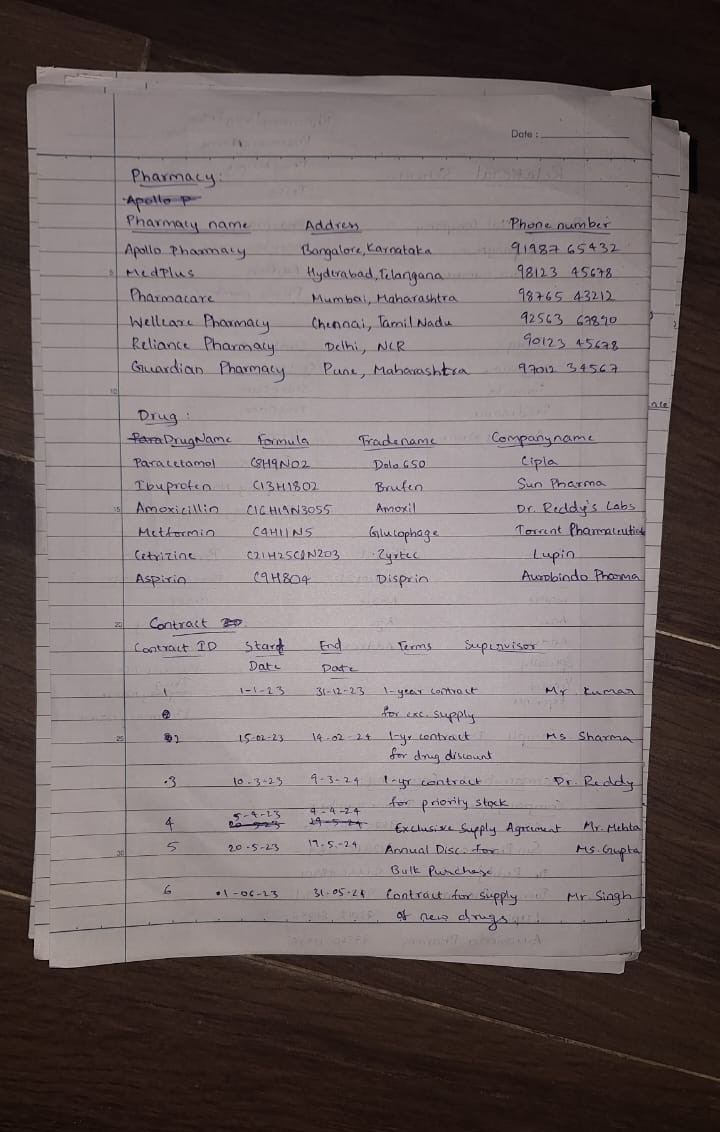 Date :
Pharmacy:
Apollo P
Pharmacy name Address Phone number
Apollo Pharmacy Bangalore, Karnataka 91987 65432
MedPlus Hyderabad, Telangana 98123 45678
Pharmacare Mumbai, Maharashtra 98765 43212
Wellcare Pharmacy Chennai, Tamil Nadu 92563 67890
Reliance Pharmacy Delhi, NCR 90123 45678
Guardian Pharmacy Pune, Maharashtra 97012 34567
Drug :
Para DrugName Formula Tradename Companyname
Paracetamol C8H9NO2 Dolo 650 Cipla
Ibuprofen C13H18O2 Brufen Sun Pharma
Amoxicillin C16H19N3O5S Amoxil Dr. Reddy's Labs
Metformin C4H11N5 Glucophage Torrent Pharmaceutical
Cetrizine C21H25ClN2O3 Zyrtec Lupin
Aspirin C9H8O4 Disprin Aurobindo Pharma
Contract
Contract ID Start End Terms Supervisor
Date Date
1 1-1-23 31-12-23 1-year contract Mr Kumar
for exc. supply
2 15-02-23 14-02-24 1-yr contract Ms Sharma
for drug discount
3 10-3-23 9-3-24 1-yr contract Dr. Reddy
for priority stock
4 5-4-23 4-4-24 Exclusive Supply Agreement Mr. Mehta
5 20-5-23 19-5-24 Annual Disc. for Ms. Gupta
Bulk Purchase
6 01-06-23 31-05-24 Contract for supply Mr Singh
of new drugs